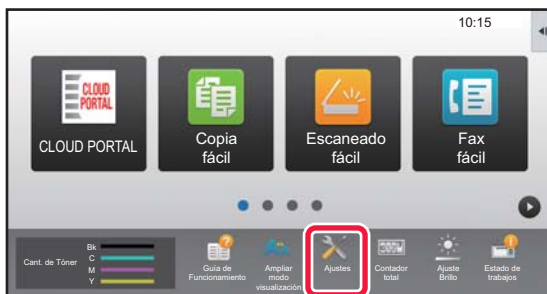 10:15
CLOUD
PORTAL
CLOUD PORTAL
Copia
fácil
Escaneado
fácil
Fax
fácil
Cant. de Tóner
Bk
C
M
Y
Guía de
Funcionamiento
Ampliar
modo
visualización
Ajustes
Contador
total
Ajuste
Brillo
Estado de
trabajos